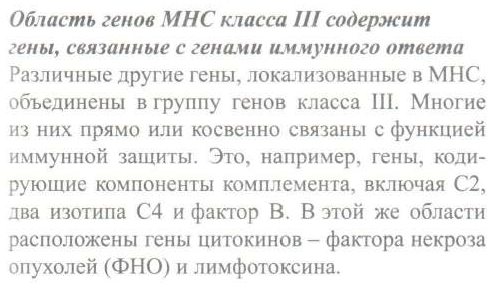 Область генов МНС класса III содержит
гены, связанные с генами иммунного ответа
Различные другие гены, локализованные в МНС,
объединены в группу генов класса III. Многие
из них прямо или косвенно связаны с функцией
иммунной защиты. Это, например, гены, коди-
рующие компоненты комплемента, включая С2,
два изотипа С4 и фактор В. В этой же области
расположены гены цитокинов – фактора некроза
опухолей (ФНО) и лимфотоксина.